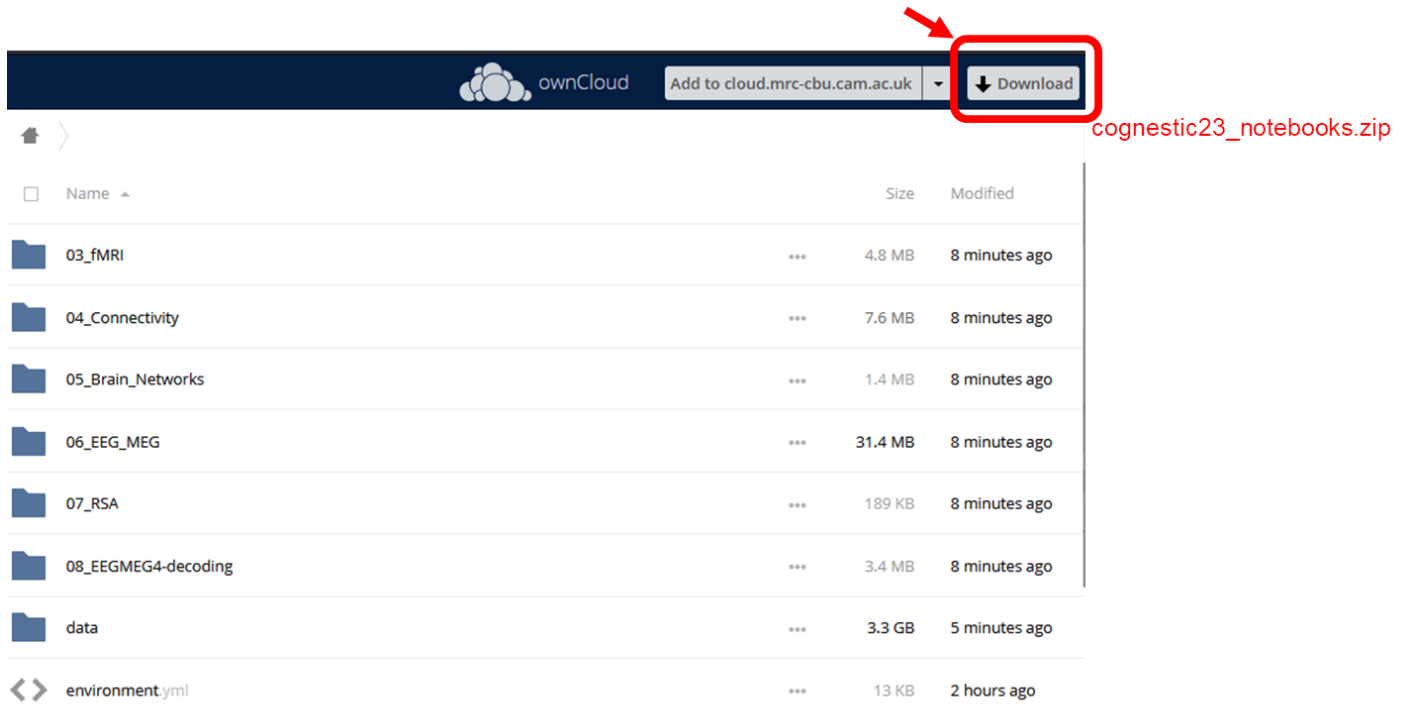 ownCloud Add to cloud.mrc-cbu.cam.ac.uk Download
cognestic23_notebooks.zip
Name Size Modified
03_fMRI ••• 4.8 MB 8 minutes ago
04_Connectivity ••• 7.6 MB 8 minutes ago
05_Brain_Networks ••• 1.4 MB 8 minutes ago
06_EEG_MEG ••• 31.4 MB 8 minutes ago
07_RSA ••• 189 KB 8 minutes ago
08_EEGMEG4-decoding ••• 3.4 MB 8 minutes ago
data ••• 3.3 GB 5 minutes ago
environment.yml ••• 13 KB 2 hours ago